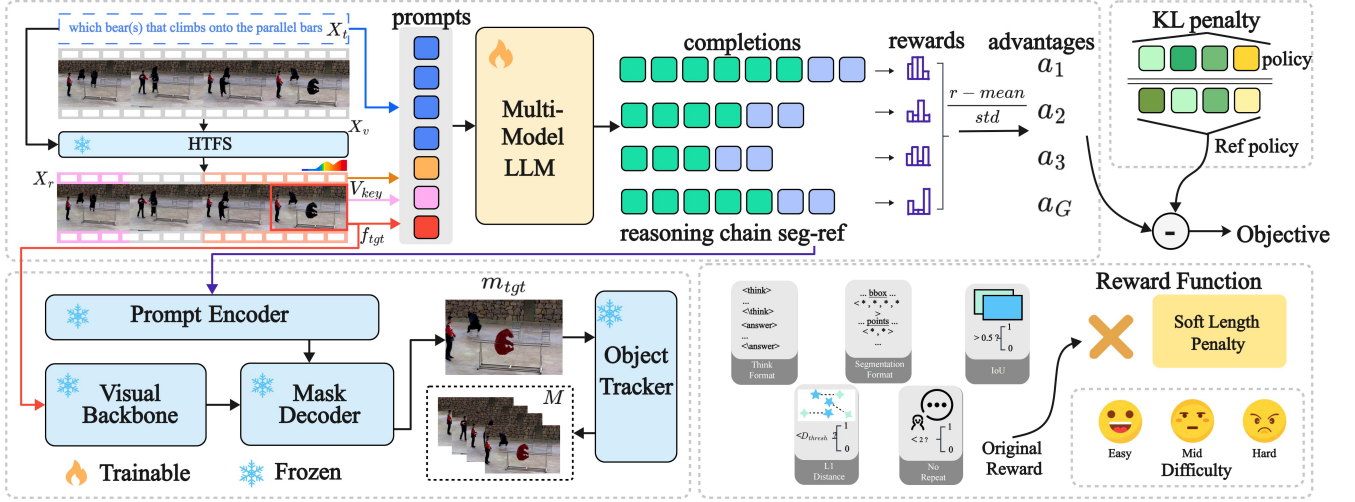 which bear(s) that climbs onto the parallel bars X_t
X_v
HTFS
X_r
V_key
f_tgt
prompts
Multi-
Model
LLM
completions
reasoning chain seg-ref
rewards
r − mean
std
advantages
a_1
a_2
a_3
a_G
KL penalty
policy
Ref policy
-
Objective
Prompt Encoder
Visual
Backbone
Mask
Decoder
m_tgt
M
Object
Tracker
Trainable
Frozen
<think>
...
<\think>
<answer>
...
<\answer>
Think
Format
... bbox ...
< *, *, *, *
>
... points ...
< *, * >
...
Segmentation
Format
> 0.5 ?
1
0
IoU
<D_thresh ?
1
0
L1
Distance
< 2 ?
1
0
No
Repeat
Original
Reward
Reward Function
Soft Length
Penalty
Easy
Mid
Hard
Difficulty